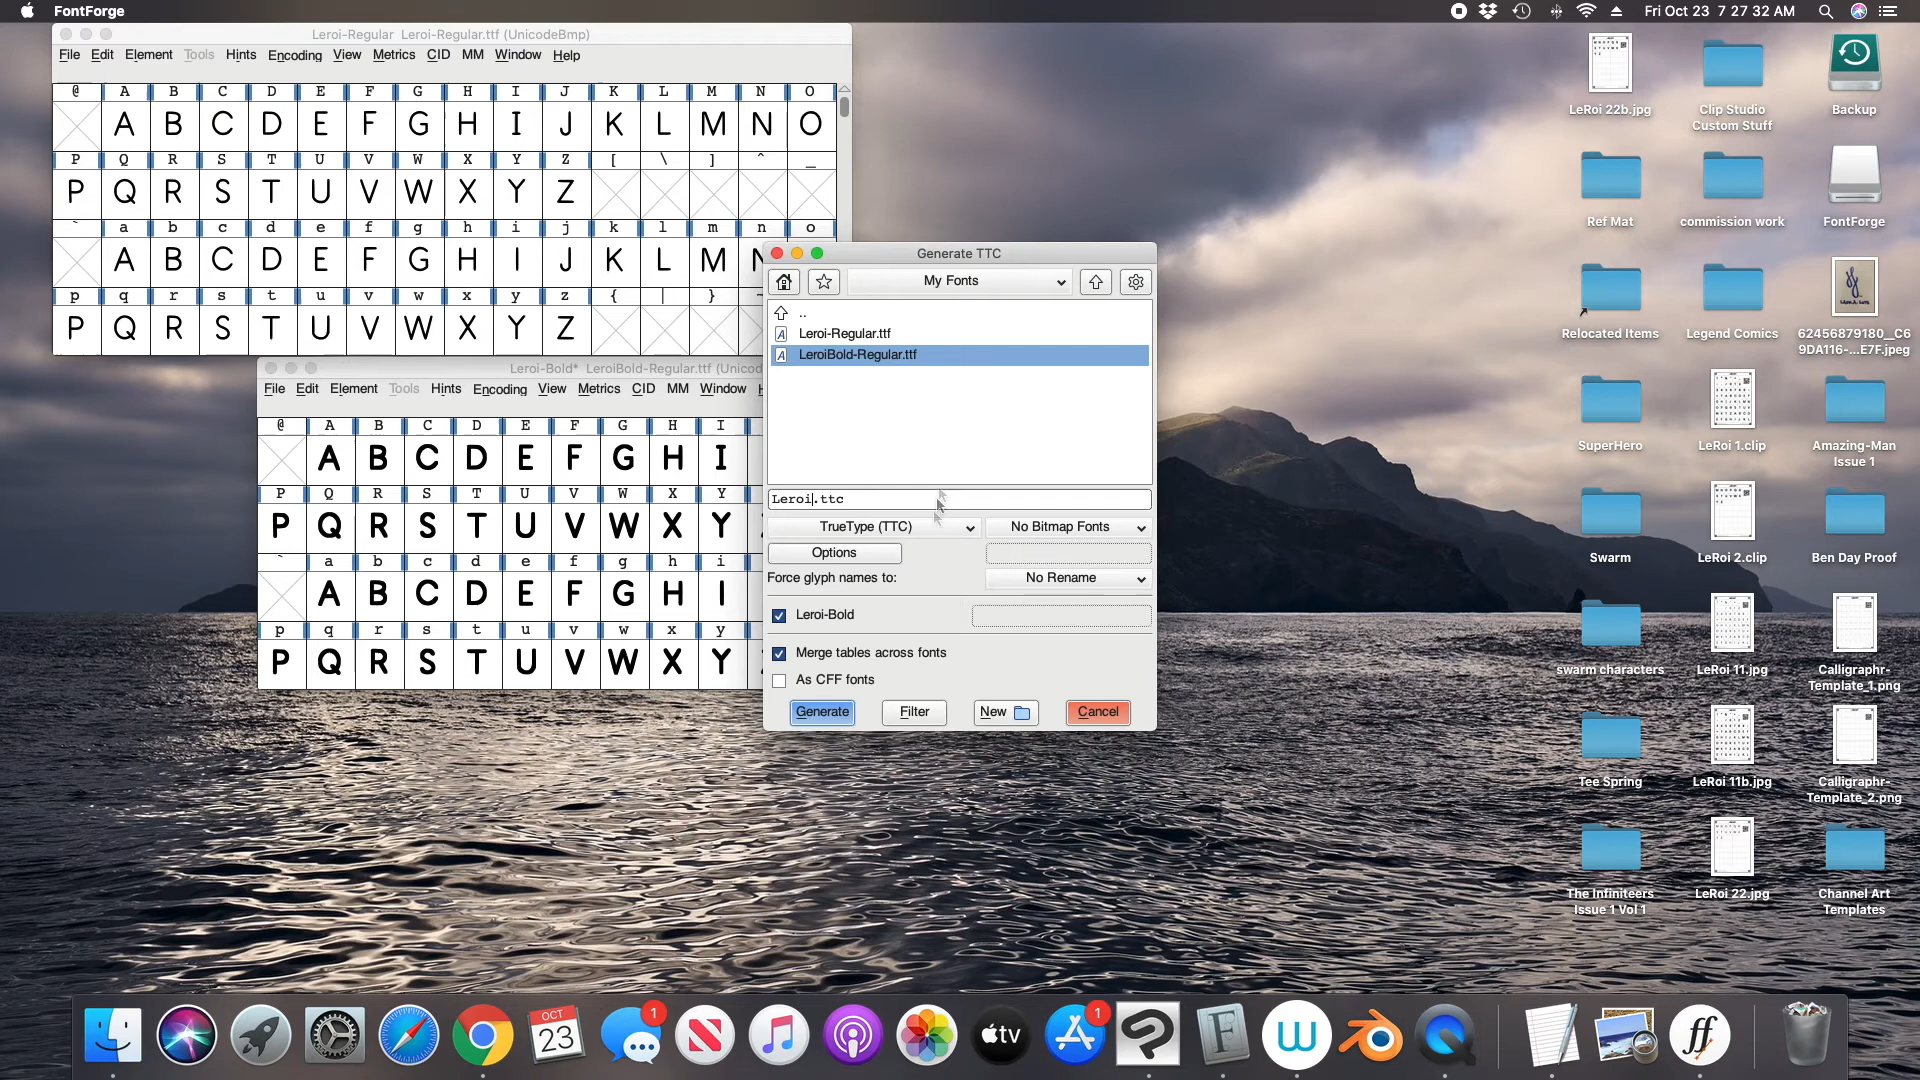 FontForge
Fri Oct 23 7 27 32 AM
Leroi-Regular Leroi-Regular.ttf (UnicodeBmp)
File Edit Element Tools Hints Encoding View Metrics CID MM Window Help
@ A B C D E F G H I J K L M N O
A B C D E F G H I J K L M N O
P Q R S T U V W X Y Z [ \ ] ^ _
P Q R S T U V W X Y Z
` a b c d e f g h i j k l m n o
A B C D E F G H I J K L M N
p q r s t u v w x y z { | }
P Q R S T U V W X Y Z
Leroi-Bold* LeroiBold-Regular.ttf (Unicod
File Edit Element Tools Hints Encoding View Metrics CID MM Window
@ A B C D E F G H I
A B C D E F G H I
P Q R S T U V W X Y
P Q R S T U V W X Y
` a b c d e f g h i
A B C D E F G H I
p q r s t u v w x y
P Q R S T U V W X Y
Generate TTC
My Fonts
..
Leroi-Regular.ttf
LeroiBold-Regular.ttf
Leroi.ttc
TrueType (TTC) No Bitmap Fonts
Options
Force glyph names to: No Rename
Leroi-Bold
Merge tables across fonts
As CFF fonts
Generate Filter New Cancel
LeRoi 22b.jpg
Clip Studio
Custom Stuff
Backup
Ref Mat
commission work
FontForge
Relocated Items
Legend Comics
62456879180__C6
9DA116-...E7F.jpeg
SuperHero
LeRoi 1.clip
Amazing-Man
Issue 1
Swarm
LeRoi 2.clip
Ben Day Proof
swarm characters
LeRoi 11.jpg
Calligraphr-
Template_1.png
Tee Spring
LeRoi 11b.jpg
Calligraphr-
Template_2.png
The Infiniteers
Issue 1 Vol 1
LeRoi 22.jpg
Channel Art
Templates
OCT
23
1
tv
1
F
W
ff